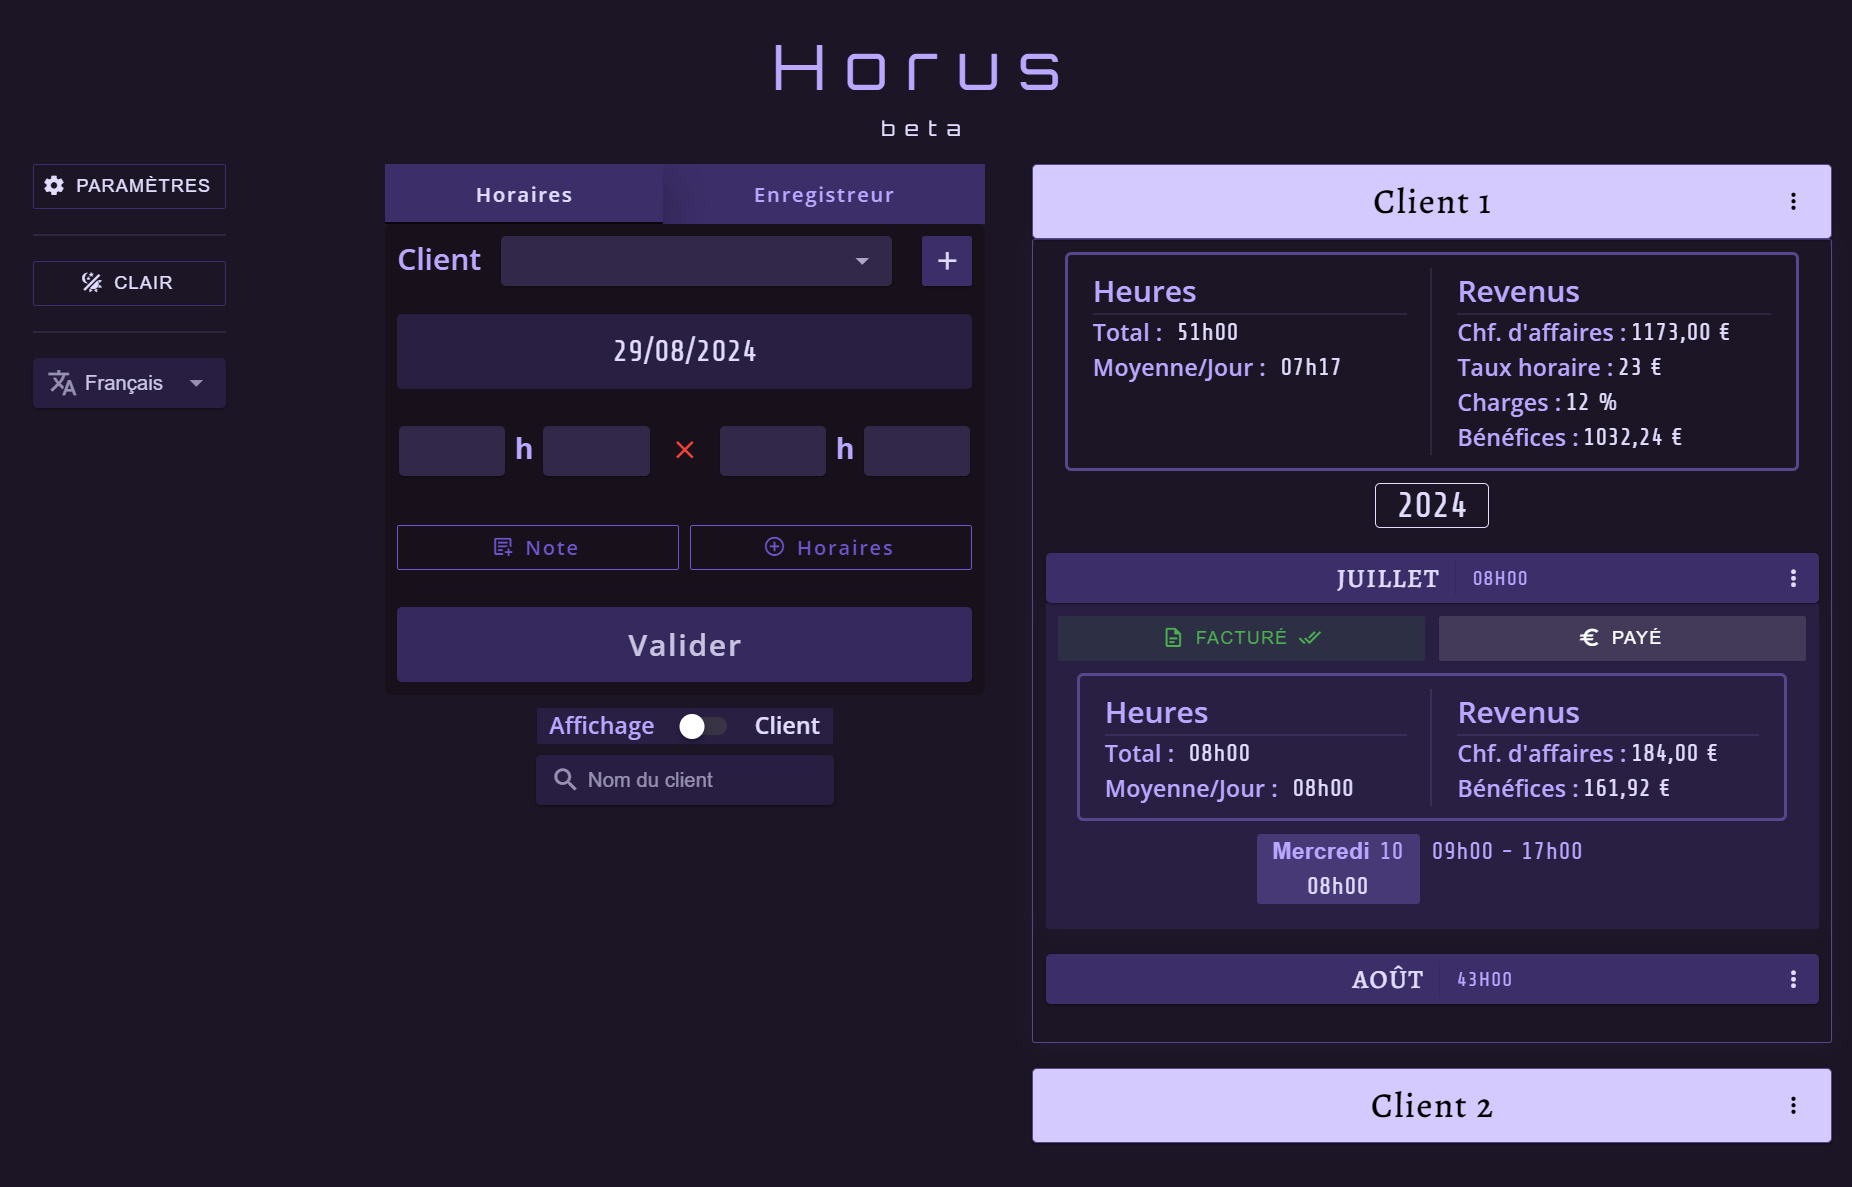 Horus
beta
PARAMÈTRES
CLAIR
Français
Horaires
Enregistreur
Client
+
29/08/2024
h
h
Note
Horaires
Valider
Affichage
Client
Nom du client
Client 1
Heures
Total : 51h00
Moyenne/Jour : 07h17
Revenus
Chf. d'affaires : 1173,00 €
Taux horaire : 23 €
Charges : 12 %
Bénéfices : 1032,24 €
2024
JUILLET 08H00
FACTURÉ
€ PAYÉ
Heures
Total : 08h00
Moyenne/Jour : 08h00
Revenus
Chf. d'affaires : 184,00 €
Bénéfices : 161,92 €
Mercredi 10
08h00
09h00 - 17h00
AOÛT 43H00
Client 2